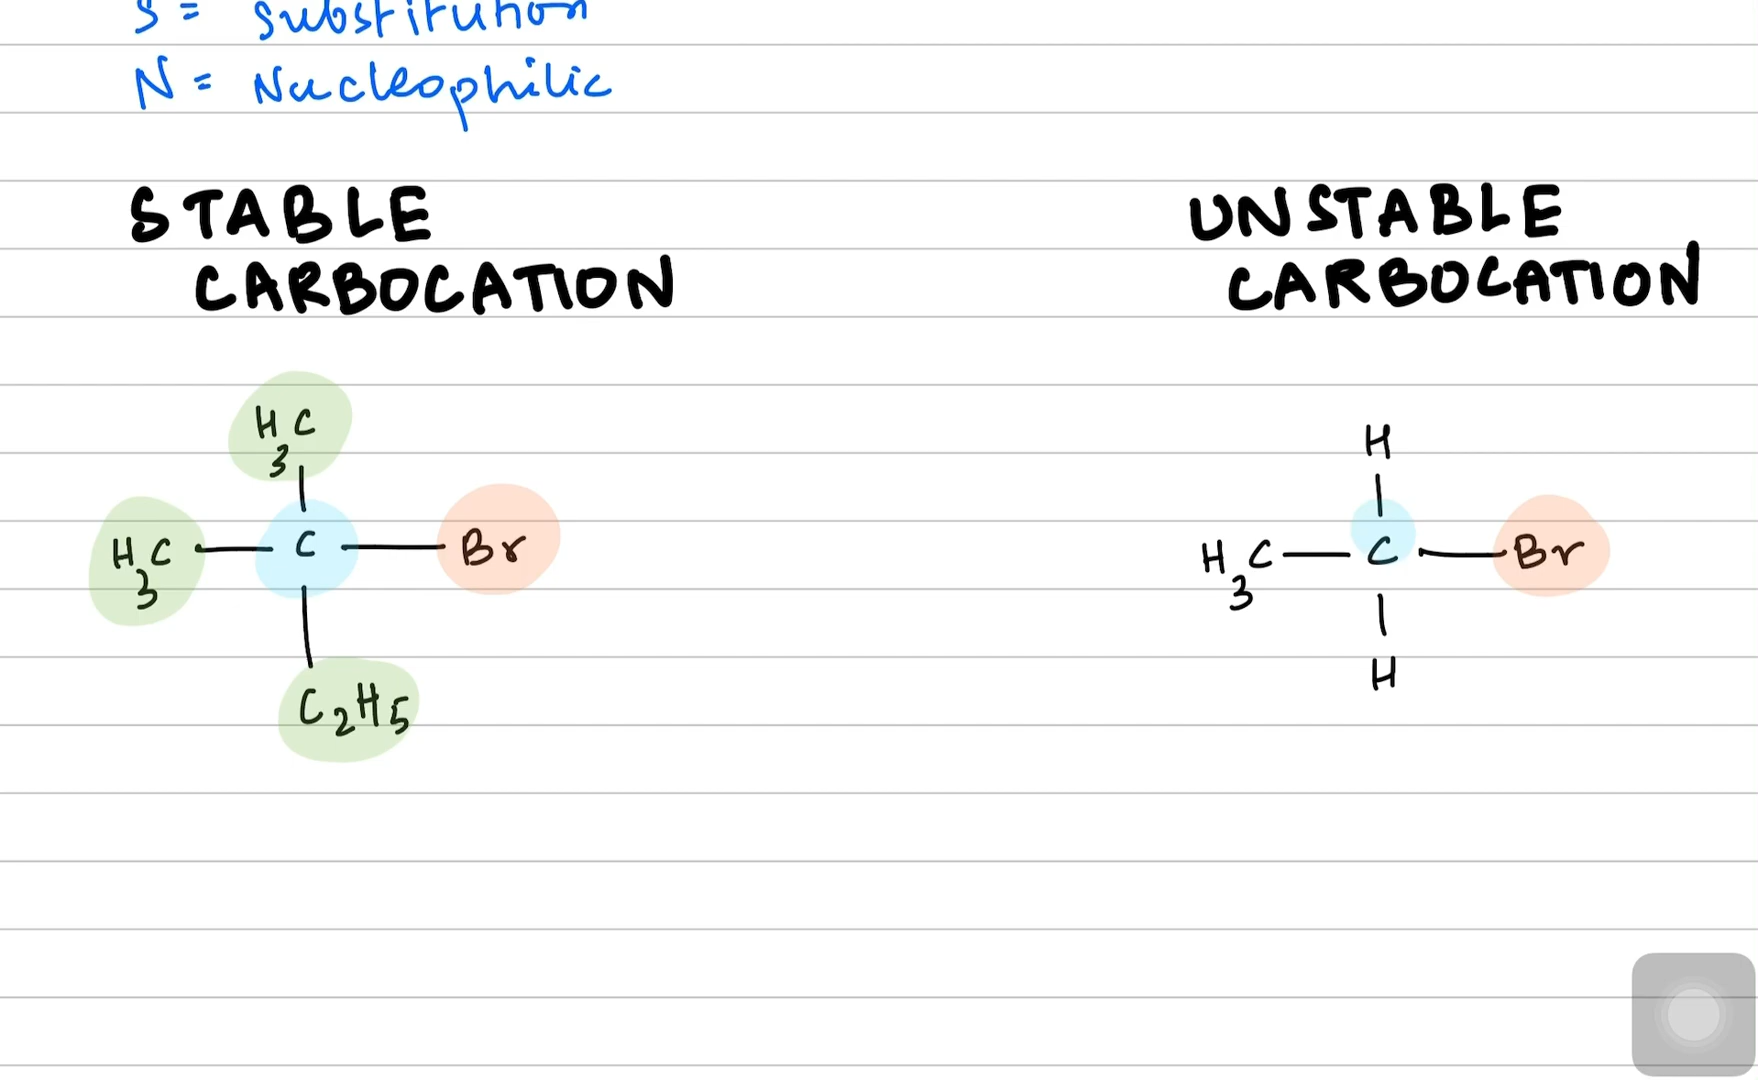 S = Substitution
N = Nucleophilic
STABLE
CARBOCATION
UNSTABLE
CARBOCATION
H3C
H3C — C — Br
C2H5
H
H3C — C — Br
H